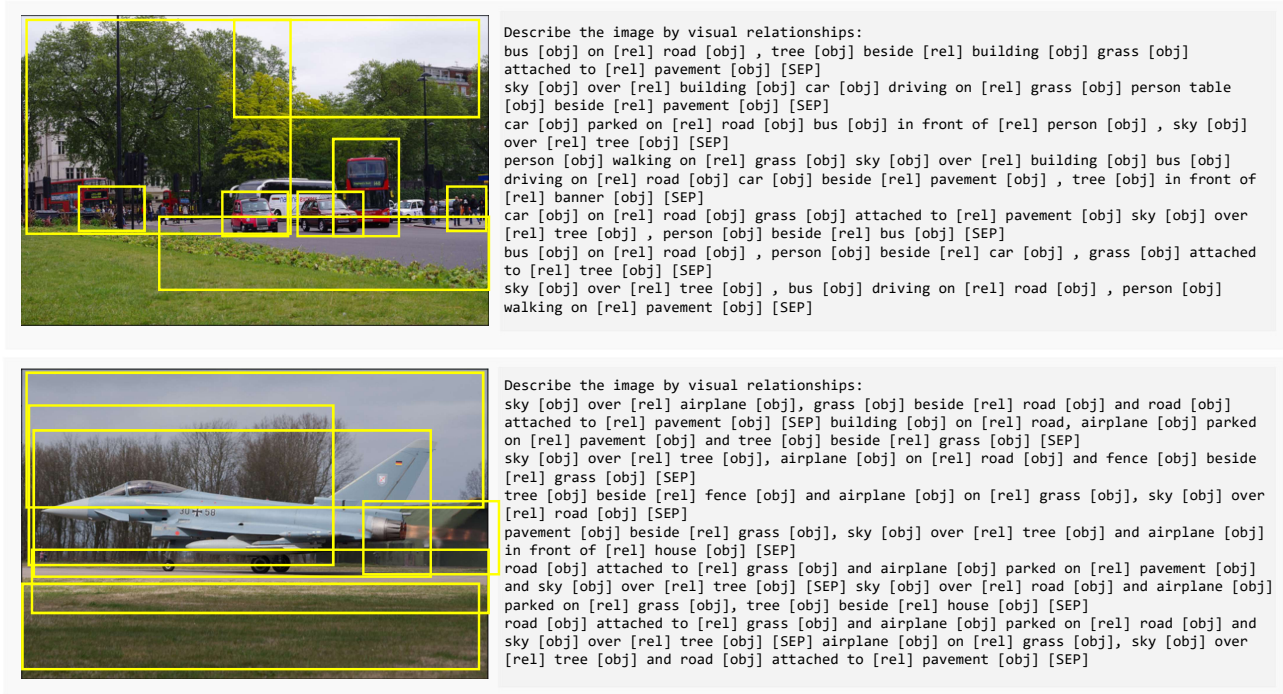 Describe the image by visual relationships:
bus [obj] on [rel] road [obj] , tree [obj] beside [rel] building [obj] grass [obj]
attached to [rel] pavement [obj] [SEP]
sky [obj] over [rel] building [obj] car [obj] driving on [rel] grass [obj] person table
[obj] beside [rel] pavement [obj] [SEP]
car [obj] parked on [rel] road [obj] bus [obj] in front of [rel] person [obj] , sky [obj]
over [rel] tree [obj] [SEP]
person [obj] walking on [rel] grass [obj] sky [obj] over [rel] building [obj] bus [obj]
driving on [rel] road [obj] car [obj] beside [rel] pavement [obj] , tree [obj] in front of
[rel] banner [obj] [SEP]
car [obj] on [rel] road [obj] grass [obj] attached to [rel] pavement [obj] sky [obj] over
[rel] tree [obj] , person [obj] beside [rel] bus [obj] [SEP]
bus [obj] on [rel] road [obj] , person [obj] beside [rel] car [obj] , grass [obj] attached
to [rel] tree [obj] [SEP]
sky [obj] over [rel] tree [obj] , bus [obj] driving on [rel] road [obj] , person [obj]
walking on [rel] pavement [obj] [SEP]
Describe the image by visual relationships:
sky [obj] over [rel] airplane [obj], grass [obj] beside [rel] road [obj] and road [obj]
attached to [rel] pavement [obj] [SEP] building [obj] on [rel] road, airplane [obj] parked
on [rel] pavement [obj] and tree [obj] beside [rel] grass [obj] [SEP]
sky [obj] over [rel] tree [obj], airplane [obj] on [rel] road [obj] and fence [obj] beside
[rel] grass [obj] [SEP]
tree [obj] beside [rel] fence [obj] and airplane [obj] on [rel] grass [obj], sky [obj] over
[rel] road [obj] [SEP]
pavement [obj] beside [rel] grass [obj], sky [obj] over [rel] tree [obj] and airplane [obj]
in front of [rel] house [obj] [SEP]
road [obj] attached to [rel] grass [obj] and airplane [obj] parked on [rel] pavement [obj]
and sky [obj] over [rel] tree [obj] [SEP] sky [obj] over [rel] road [obj] and airplane [obj]
parked on [rel] grass [obj], tree [obj] beside [rel] house [obj] [SEP]
road [obj] attached to [rel] grass [obj] and airplane [obj] parked on [rel] road [obj] and
sky [obj] over [rel] tree [obj] [SEP] airplane [obj] on [rel] grass [obj], sky [obj] over
[rel] tree [obj] and road [obj] attached to [rel] pavement [obj] [SEP]
30 58